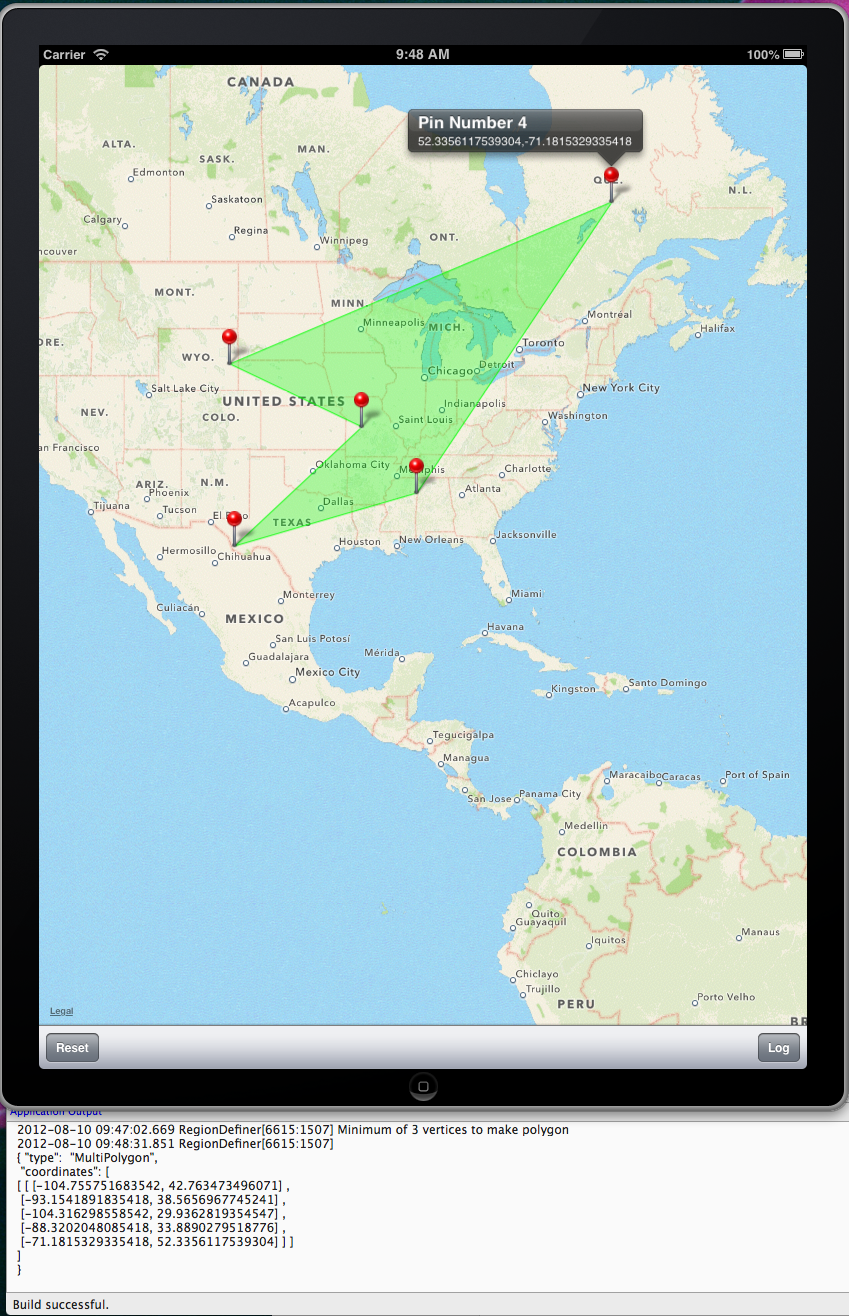 Carrier 9:48 AM 100%
CANADA
Pin Number 4
52.3356117539304,-71.1815329335418
ALTA.
MAN.
SASK.
Edmonton
QUE.
N.L.
Saskatoon
Calgary
Regina
Winnipeg
ONT.
ncouver
MONT.
MINN.
Montréal
Minneapolis
MICH.
Halifax
ORE.
WYO.
Toronto
Chicago
Detroit
Salt Lake City
New York City
UNITED STATES
Indianapolis
NEV.
COLO.
Saint Louis
Washington
an Francisco
Oklahoma City
Memphis
Charlotte
ARIZ.
N.M.
Phoenix
Atlanta
Tijuana
Tucson
El Paso
Dallas
TEXAS
Jacksonville
Houston
New Orleans
Hermosillo
Chihuahua
Monterrey
Miami
Culiacán
MEXICO
Havana
San Luis Potosí
Guadalajara
Mérida
Mexico City
Santo Domingo
Kingston
Acapulco
Tegucigalpa
Managua
Maracaibo
Caracas
Port of Spain
San Jose
Panama City
Medellin
COLOMBIA
Quito
Guayaquil
Manaus
Iquitos
Chiclayo
Trujillo
PERU
Porto Velho
Legal
BR
Reset
Log
Application Output
2012-08-10 09:47:02.669 RegionDefiner[6615:1507] Minimum of 3 vertices to make polygon
2012-08-10 09:48:31.851 RegionDefiner[6615:1507]
{ "type": "MultiPolygon",
"coordinates": [
[ [ [-104.755751683542, 42.763473496071] ,
[-93.1541891835418, 38.5656967745241] ,
[-104.316298558542, 29.9362819354547] ,
[-88.3202048085418, 33.8890279518776] ,
[-71.1815329335418, 52.3356117539304] ] ]
]
}
Build successful.